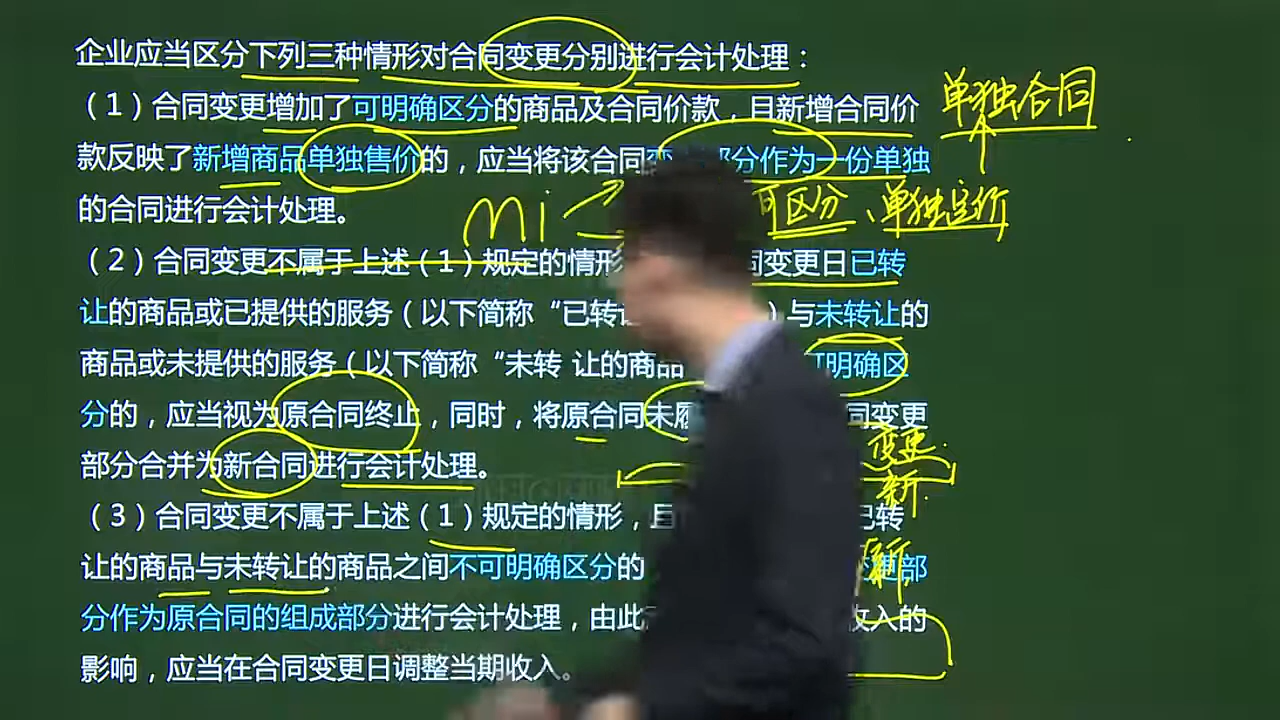 企业应当区分下列三种情形对合同变更分别进行会计处理：
（1）合同变更增加了可明确区分的商品及合同价款，且新增合同价
单独合同
款反映了新增商品单独售价的，应当将该合同 部分作为一份单独
的合同进行会计处理。
可区分、单独定价
（2）合同变更不属于上述（1）规定的情形 同变更日已转
让的商品或已提供的服务（以下简称“已转让 ）与未转让的
商品或未提供的服务（以下简称“未转 让的商品 可明确区
分的，应当视为原合同终止，同时，将原合同未履 同变更
变更
部分合并为新合同进行会计处理。
新
（3）合同变更不属于上述（1）规定的情形，且 已转
让的商品与未转让的商品之间不可明确区分的 更部
新
分作为原合同的组成部分进行会计处理，由此 收入的
影响，应当在合同变更日调整当期收入。